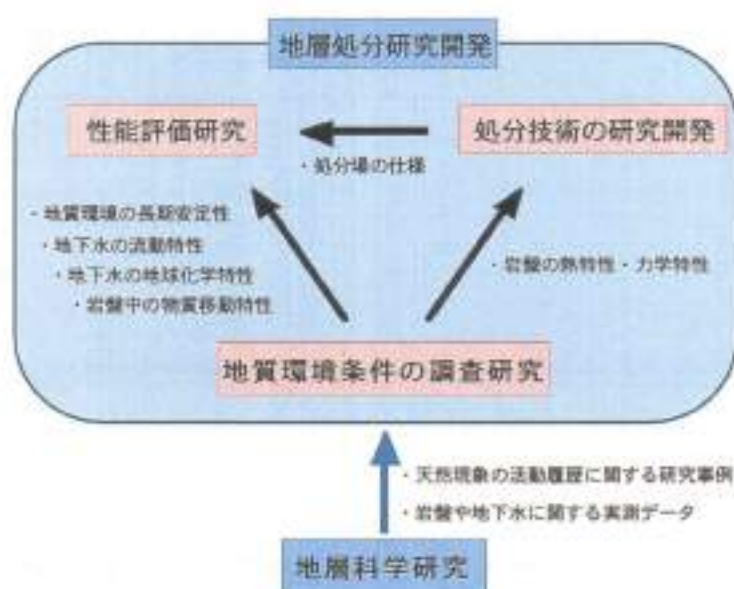 地層処分研究開発
性能評価研究
処分技術の研究開発
・処分場の仕様
・地質環境の長期安定性
・地下水の流動特性
・地下水の地球化学特性
・岩盤中の物質移動特性
・岩盤の熱特性・力学特性
地質環境条件の調査研究
・天然現象の活動履歴に関する研究事例
・岩盤や地下水に関する実測データ
地層科学研究